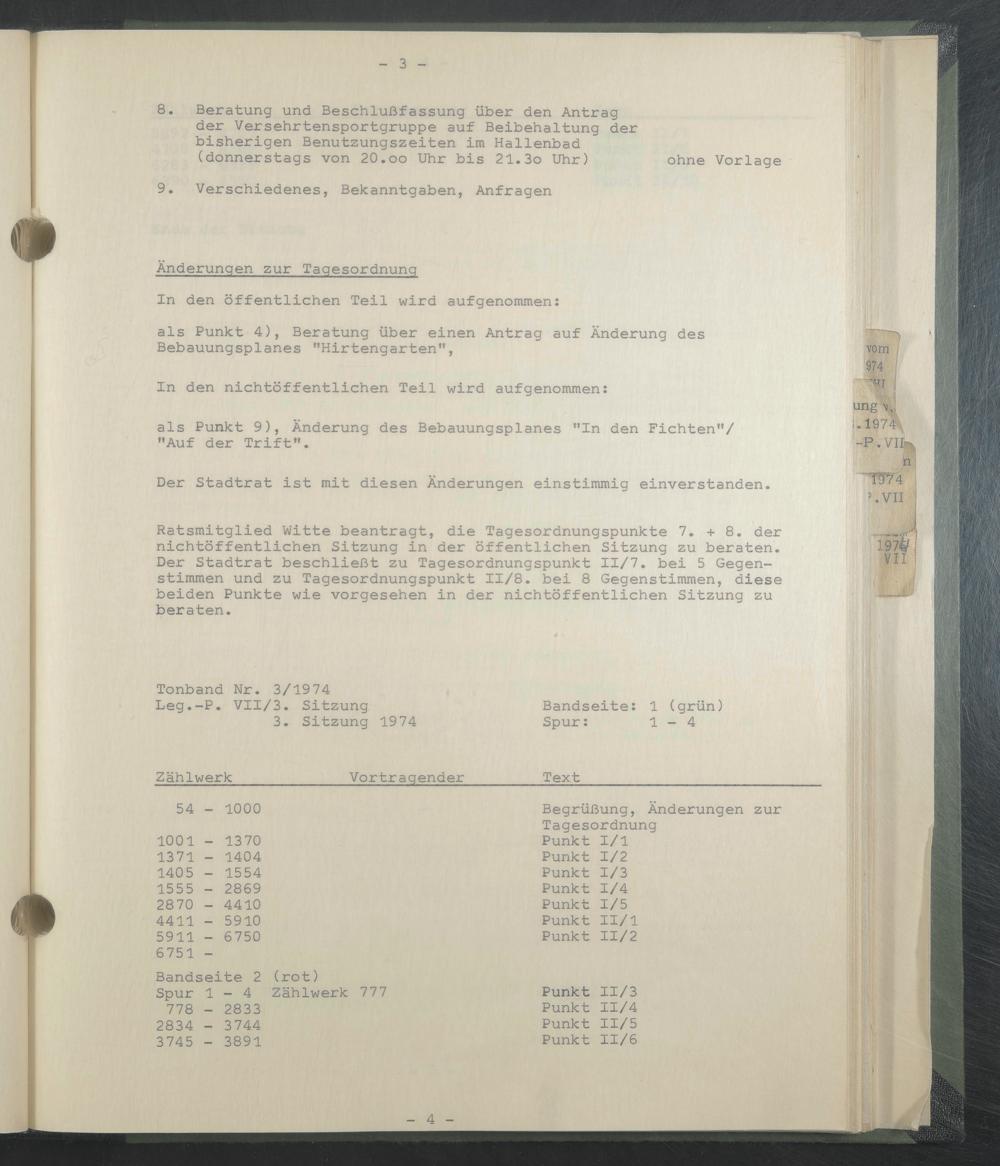 - 3 -
8. Beratung und Beschlußfassung über den Antrag
der Versehrtensportgruppe auf Beibehaltung der
bisherigen Benutzungszeiten im Hallenbad
(donnerstags von 20.oo Uhr bis 21.3o Uhr) ohne Vorlage
9. Verschiedenes, Bekanntgaben, Anfragen
Änderungen zur Tagesordnung
In den öffentlichen Teil wird aufgenommen:
als Punkt 4), Beratung über einen Antrag auf Änderung des
Bebauungsplanes "Hirtengarten",
In den nichtöffentlichen Teil wird aufgenommen:
als Punkt 9), Änderung des Bebauungsplanes "In den Fichten"/
"Auf der Trift".
Der Stadtrat ist mit diesen Änderungen einstimmig einverstanden.
Ratsmitglied Witte beantragt, die Tagesordnungspunkte 7. + 8. der
nichtöffentlichen Sitzung in der öffentlichen Sitzung zu beraten.
Der Stadtrat beschließt zu Tagesordnungspunkt II/7. bei 5 Gegen-
stimmen und zu Tagesordnungspunkt II/8. bei 8 Gegenstimmen, diese
beiden Punkte wie vorgesehen in der nichtöffentlichen Sitzung zu
beraten.
Tonband Nr. 3/1974
Leg.-P. VII/3. Sitzung Bandseite: 1 (grün)
3. Sitzung 1974 Spur: 1 - 4
Zählwerk Vortragender Text
54 - 1000 Begrüßung, Änderungen zur
Tagesordnung
1001 - 1370 Punkt I/1
1371 - 1404 Punkt I/2
1405 - 1554 Punkt I/3
1555 - 2869 Punkt I/4
2870 - 4410 Punkt I/5
4411 - 5910 Punkt II/1
5911 - 6750 Punkt II/2
6751 -
Bandseite 2 (rot)
Spur 1 - 4 Zählwerk 777 Punkt II/3
778 - 2833 Punkt II/4
2834 - 3744 Punkt II/5
3745 - 3891 Punkt II/6
- 4 -
vom
974
ung v.
.1974
-P.VII
n
1974
P.VII
1974
VII